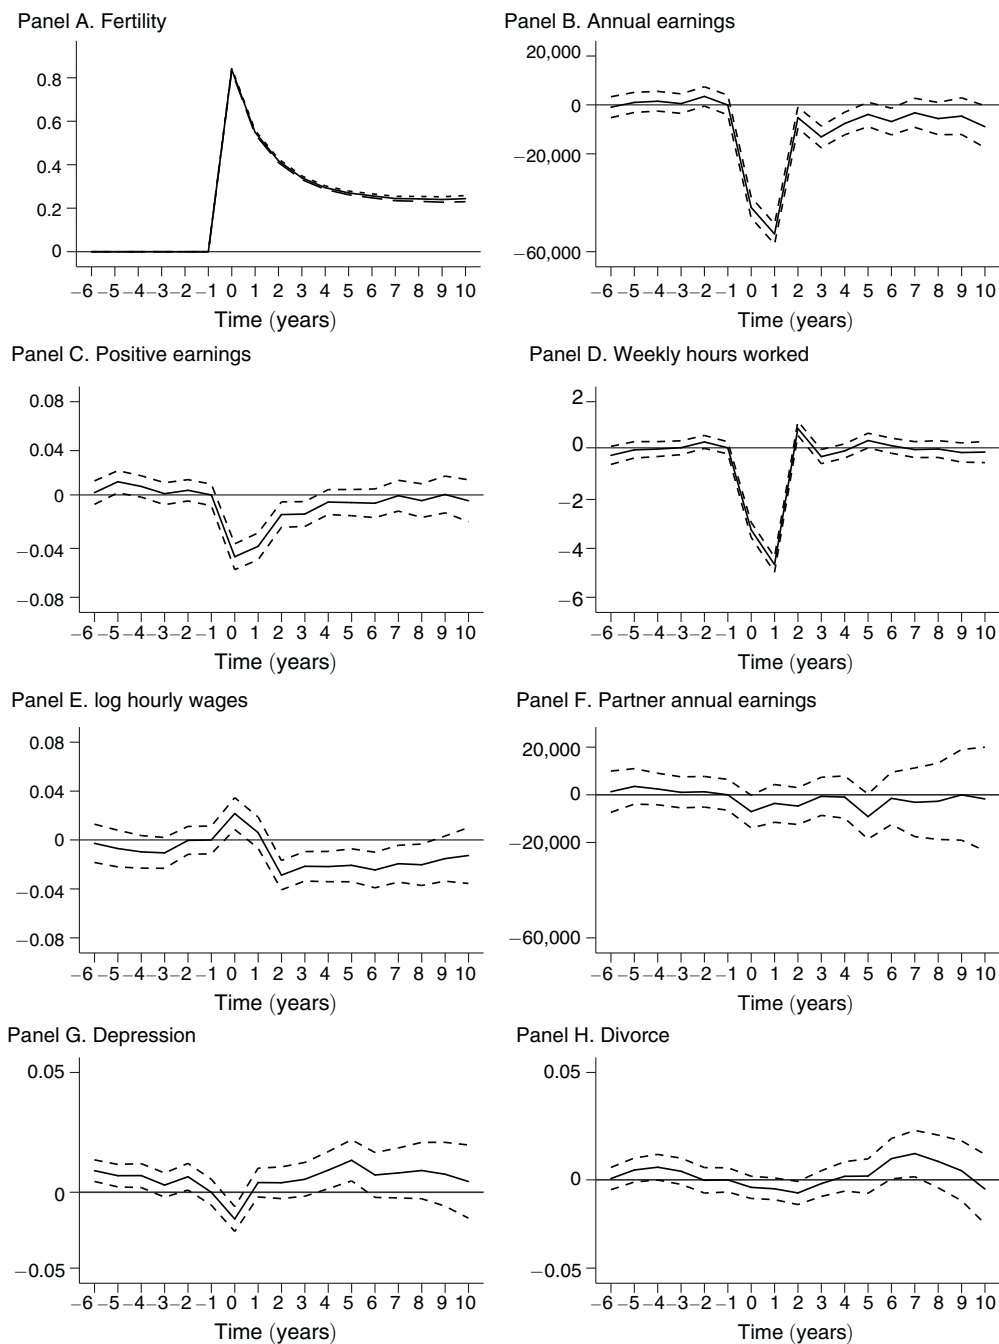 Panel A. Fertility
0.8
0.6
0.4
0.2
0
−6 −5 −4 −3 −2 −1 0 1 2 3 4 5 6 7 8 9 10
Time (years)
Panel B. Annual earnings
20,000
0
−20,000
−60,000
−6 −5 −4 −3 −2 −1 0 1 2 3 4 5 6 7 8 9 10
Time (years)
Panel C. Positive earnings
0.08
0.04
0
−0.04
−0.08
−6 −5 −4 −3 −2 −1 0 1 2 3 4 5 6 7 8 9 10
Time (years)
Panel D. Weekly hours worked
2
0
−2
−4
−6
−6 −5 −4 −3 −2 −1 0 1 2 3 4 5 6 7 8 9 10
Time (years)
Panel E. log hourly wages
0.08
0.04
0
−0.04
−0.08
−6 −5 −4 −3 −2 −1 0 1 2 3 4 5 6 7 8 9 10
Time (years)
Panel F. Partner annual earnings
20,000
0
−20,000
−60,000
−6 −5 −4 −3 −2 −1 0 1 2 3 4 5 6 7 8 9 10
Time (years)
Panel G. Depression
0.05
0
−0.05
−6 −5 −4 −3 −2 −1 0 1 2 3 4 5 6 7 8 9 10
Time (years)
Panel H. Divorce
0.05
0
−0.05
−6 −5 −4 −3 −2 −1 0 1 2 3 4 5 6 7 8 9 10
Time (years)